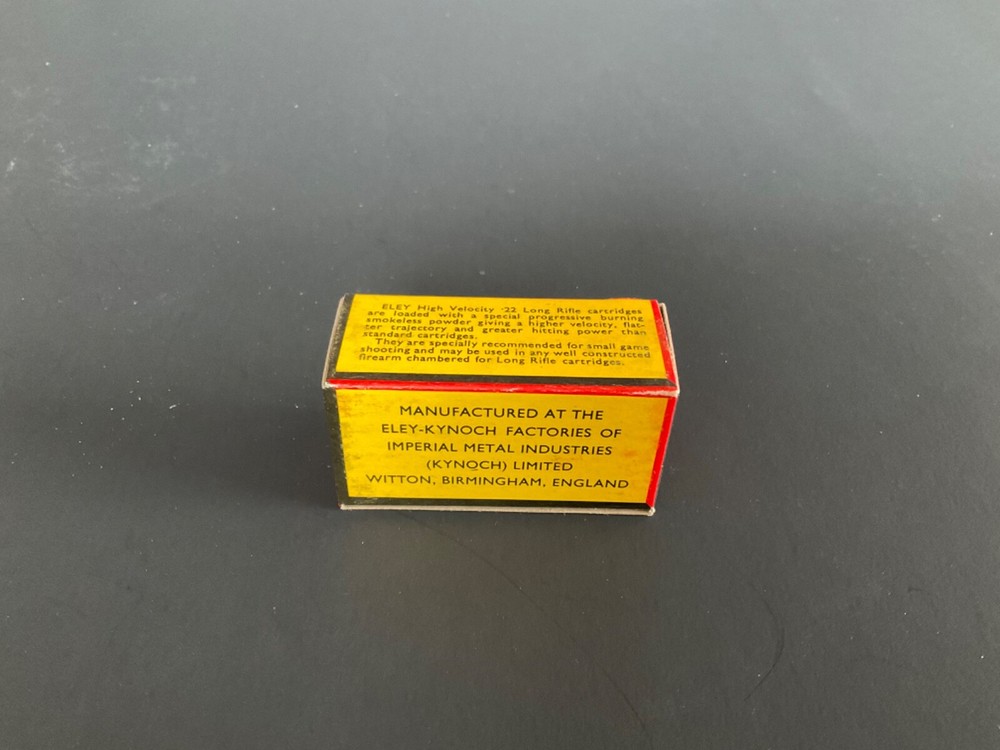 ELEY High Velocity ·22 Long Rifle cartridges
are loaded with a special progressive burning
smokeless powder giving a higher velocity, flat-
ter trajectory and greater hitting power than
standard cartridges.
They are specially recommended for small game
shooting and may be used in any well constructed
firearm chambered for Long Rifle cartridges.
MANUFACTURED AT THE
ELEY-KYNOCH FACTORIES OF
IMPERIAL METAL INDUSTRIES
(KYNOCH) LIMITED
WITTON, BIRMINGHAM, ENGLAND